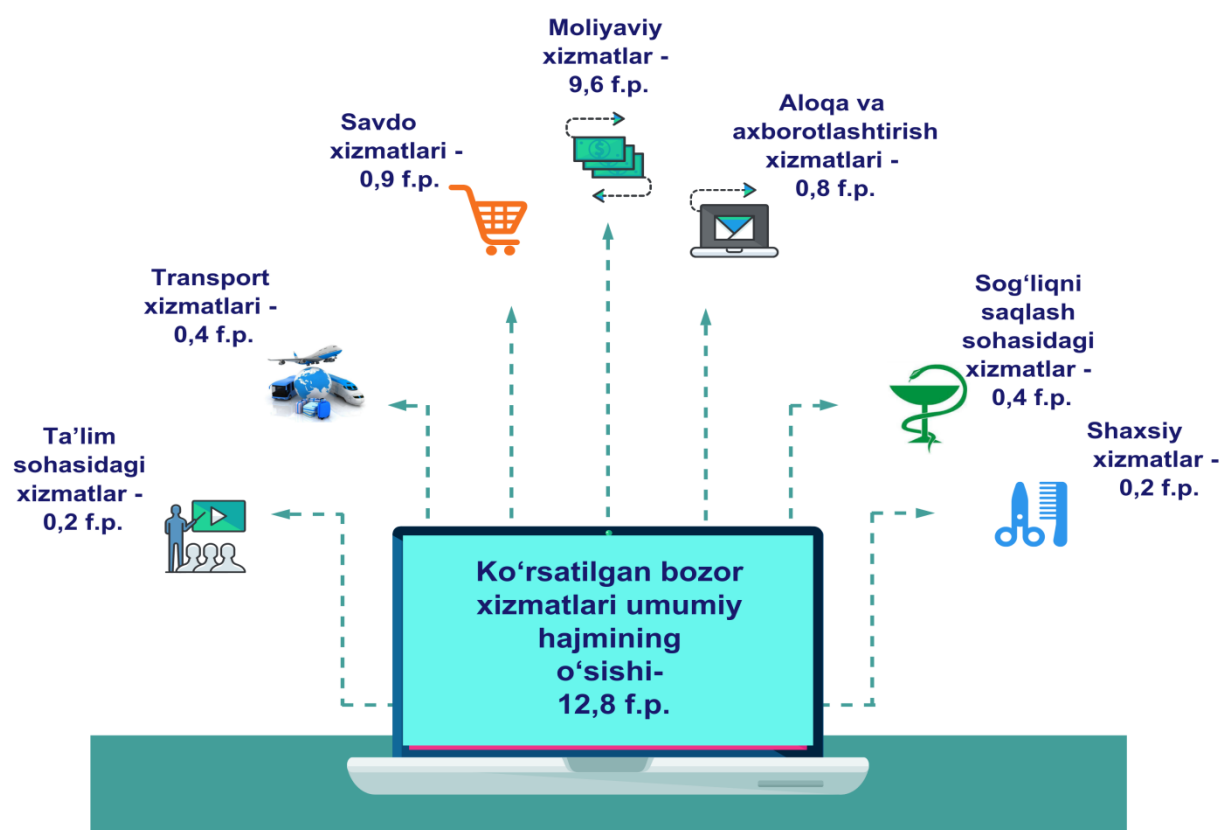 Moliyaviy
xizmatlar -
9,6 f.p.
Savdo
xizmatlari -
0,9 f.p.
Aloqa va
axborotlashtirish
xizmatlari -
0,8 f.p.
Transport
xizmatlari -
0,4 f.p.
Sog‘liqni
saqlash
sohasidagi
xizmatlar -
0,4 f.p.
Ta’lim
sohasidagi
xizmatlar -
0,2 f.p.
Shaxsiy
xizmatlar -
0,2 f.p.
Ko‘rsatilgan bozor
xizmatlari umumiy
hajmining
o‘sishi-
12,8 f.p.